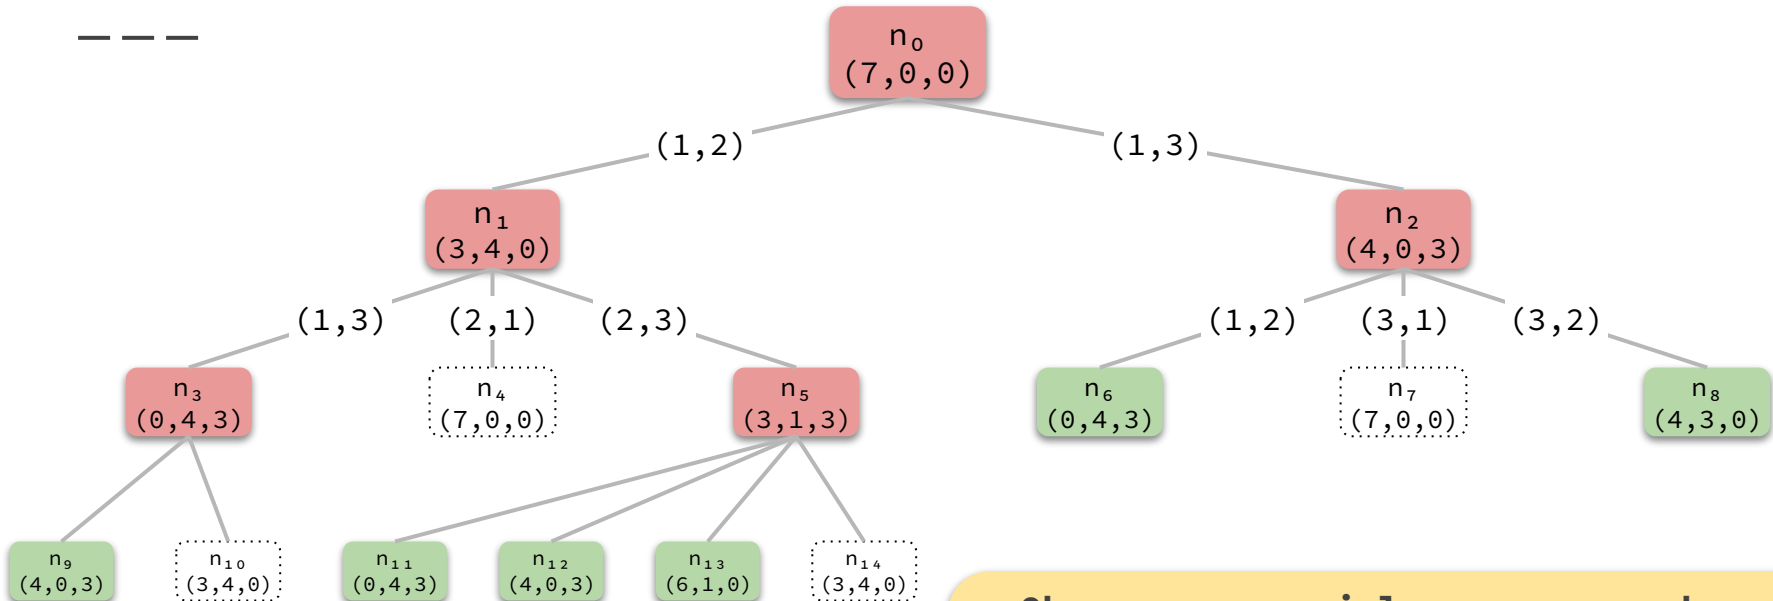 n₀
(7,0,0)
(1,2)
(1,3)
n₁
(3,4,0)
n₂
(4,0,3)
(1,3)
(2,1)
(2,3)
(1,2)
(3,1)
(3,2)
n₃
(0,4,3)
n₄
(7,0,0)
n₅
(3,1,3)
n₆
(0,4,3)
n₇
(7,0,0)
n₈
(4,3,0)
n₉
(4,0,3)
n₁₀
(3,4,0)
n₁₁
(0,4,3)
n₁₂
(4,0,3)
n₁₃
(6,1,0)
n₁₄
(3,4,0)